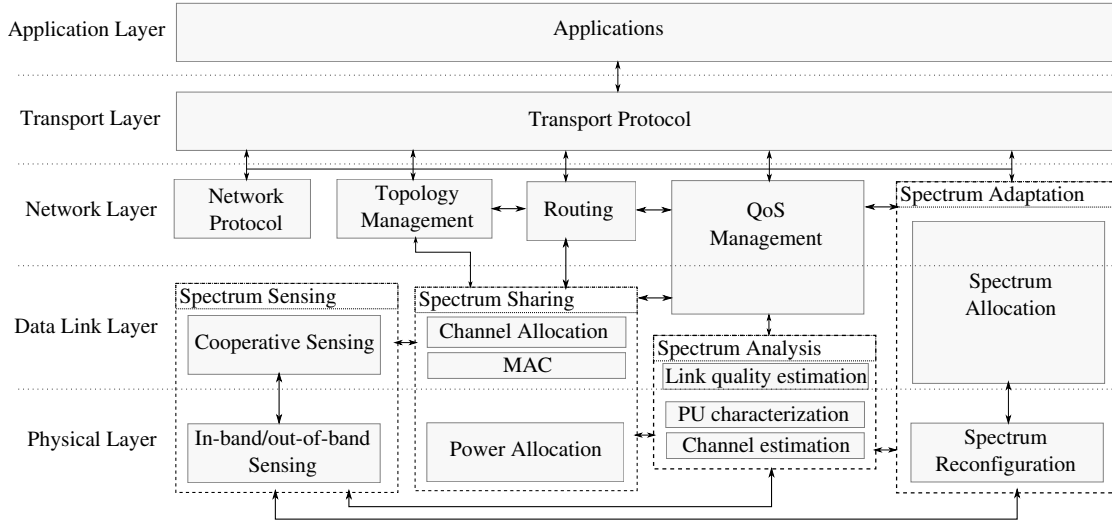 Application Layer
Applications
Transport Layer
Transport Protocol
Network Layer
Network
Protocol
Topology
Management
Routing
QoS
Management
Spectrum Adaptation
Spectrum
Allocation
Data Link Layer
Spectrum Sensing
Cooperative Sensing
Spectrum Sharing
Channel Allocation
MAC
Spectrum Analysis
Link quality estimation
Physical Layer
In-band/out-of-band
Sensing
Power Allocation
PU characterization
Channel estimation
Spectrum
Reconfiguration